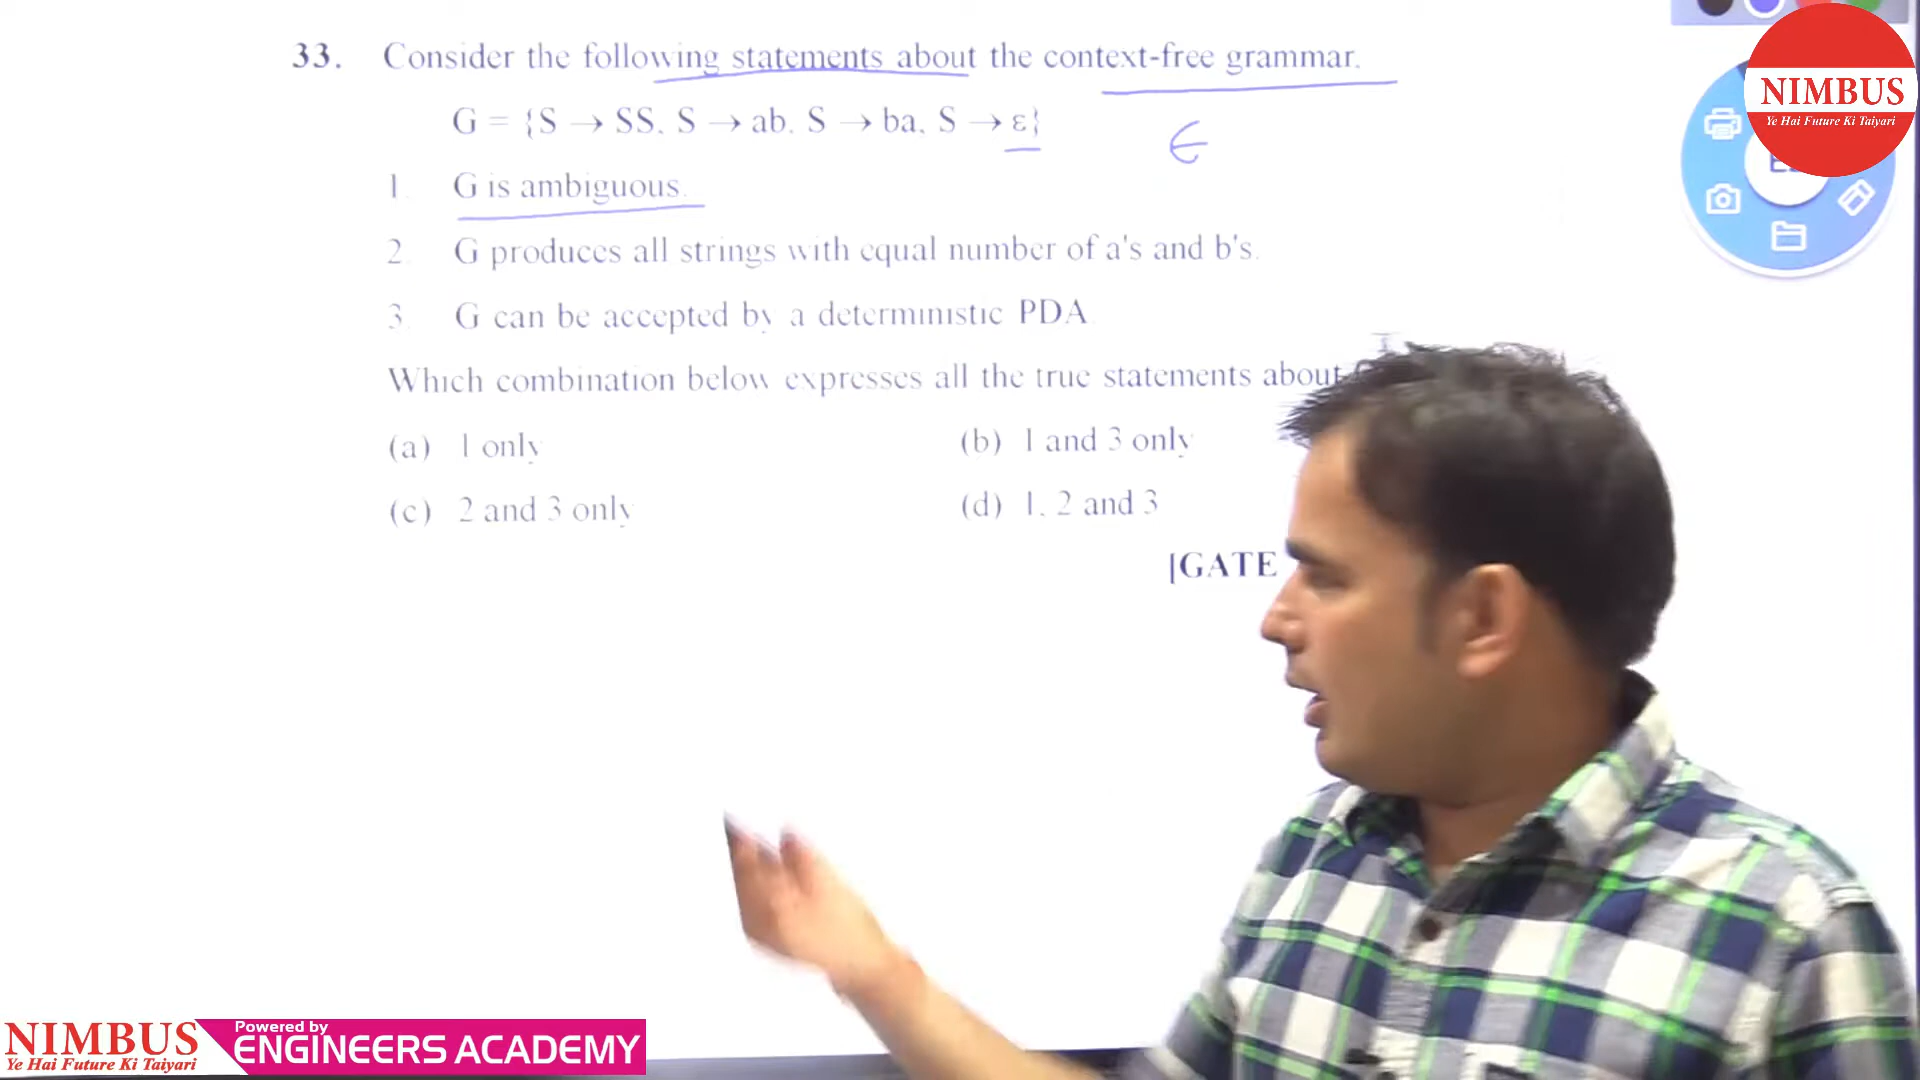 33. Consider the following statements about the context-free grammar.
G = {S → SS, S → ab, S → ba, S → ε}
∈
1. G is ambiguous.
2. G produces all strings with equal number of a's and b's.
3. G can be accepted by a deterministic PDA
Which combination below expresses all the true statements about
(a) 1 only
(b) 1 and 3 only
(c) 2 and 3 only
(d) 1, 2 and 3
[GATE
NIMBUS
Ye Hai Future Ki Taiyari
NIMBUS
Ye Hai Future Ki Taiyari
Powered by
ENGINEERS ACADEMY